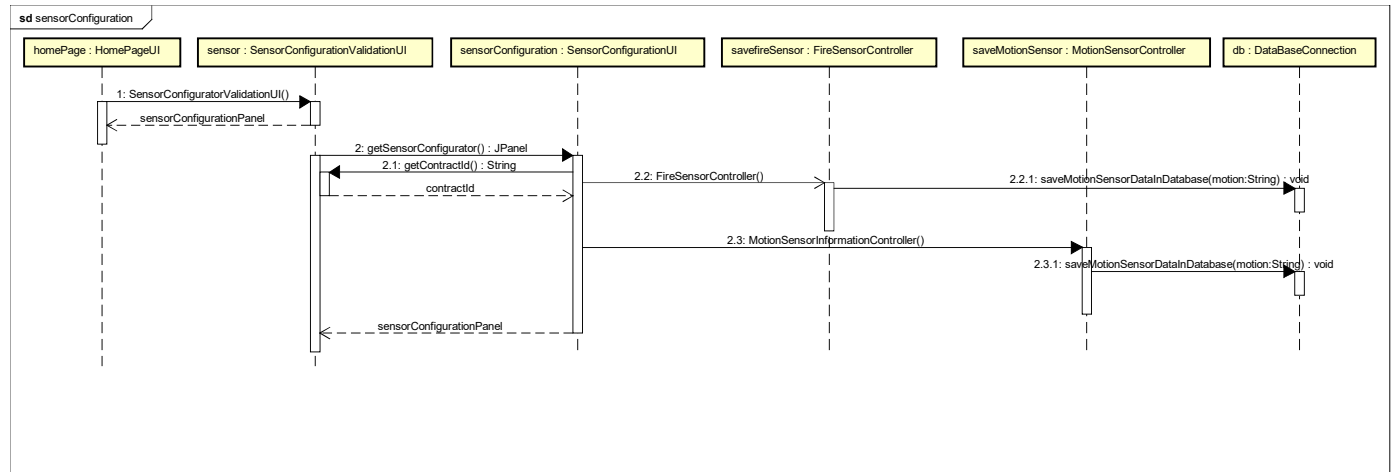 sd sensorConfiguration
homePage : HomePageUI
sensor : SensorConfigurationValidationUI
sensorConfiguration : SensorConfigurationUI
savefireSensor : FireSensorController
saveMotionSensor : MotionSensorController
db : DataBaseConnection
1: SensorConfiguratorValidationUI()
sensorConfigurationPanel
2: getSensorConfigurator() : JPanel
2.1: getContractId() : String
contractId
2.2: FireSensorController()
2.2.1: saveMotionSensorDataInDatabase(motion:String) : void
2.3: MotionSensorInformationController()
2.3.1: saveMotionSensorDataInDatabase(motion:String) : void
sensorConfigurationPanel